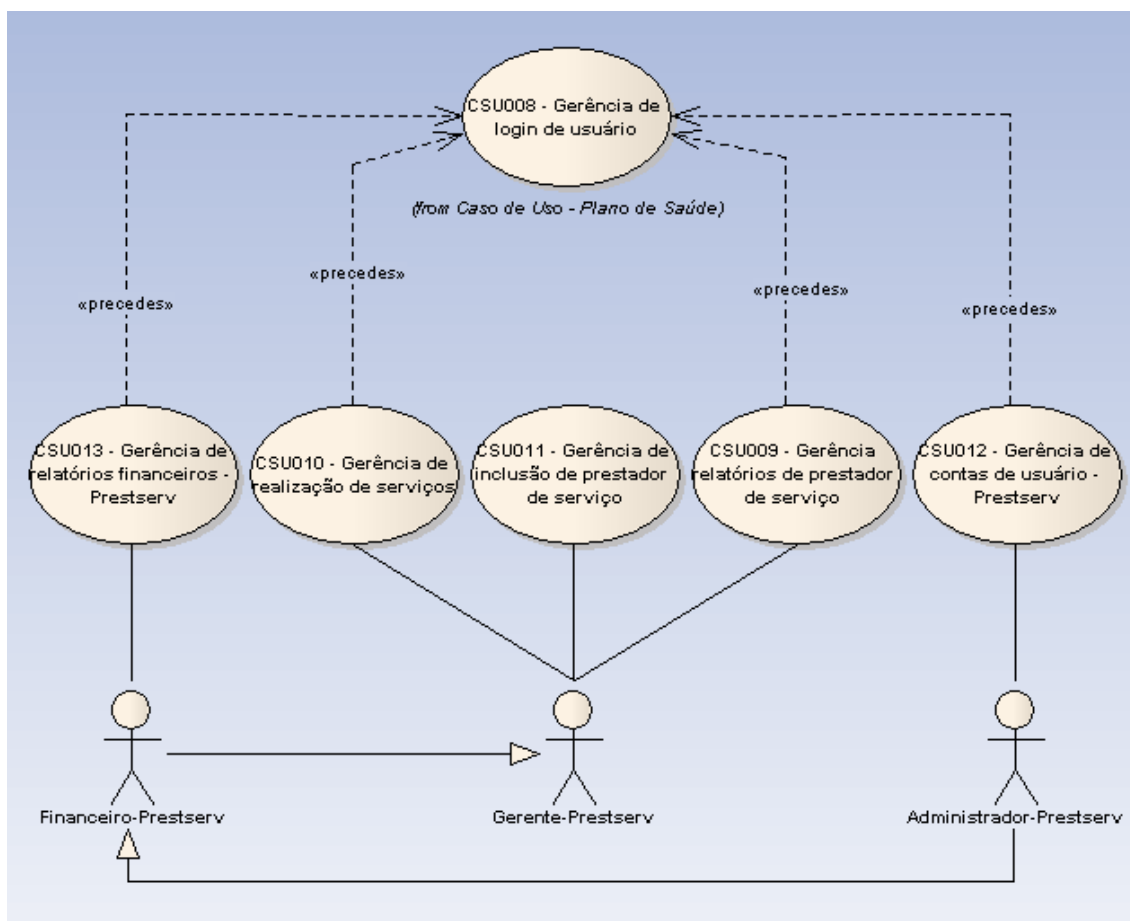 CSU008 - Gerência de
login de usuário
(from Caso de Uso - Plano de Saúde)
«precedes»
«precedes»
«precedes»
«precedes»
CSU013 - Gerência de
relatórios financeiros -
Prestserv
CSU010 - Gerência de
realização de serviços
CSU011 - Gerência de
inclusão de prestador
de serviço
CSU009 - Gerência
relatórios de prestador
de serviço
CSU012 - Gerência de
contas de usuário -
Prestserv
Financeiro-Prestserv
Gerente-Prestserv
Administrador-Prestserv